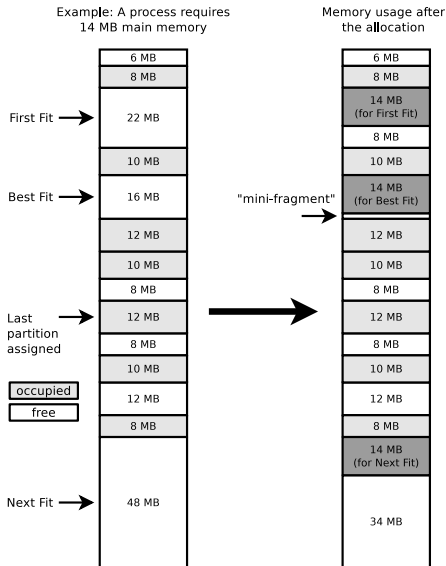 Example: A process requires
14 MB main memory
Memory usage after
the allocation
First Fit
Best Fit
Last
partition
assigned
Next Fit
occupied
free
6 MB
8 MB
22 MB
10 MB
16 MB
12 MB
10 MB
8 MB
12 MB
8 MB
10 MB
12 MB
8 MB
48 MB
"mini-fragment"
6 MB
8 MB
14 MB
(for First Fit)
8 MB
10 MB
14 MB
(for Best Fit)
12 MB
10 MB
8 MB
12 MB
8 MB
10 MB
12 MB
8 MB
14 MB
(for Next Fit)
34 MB